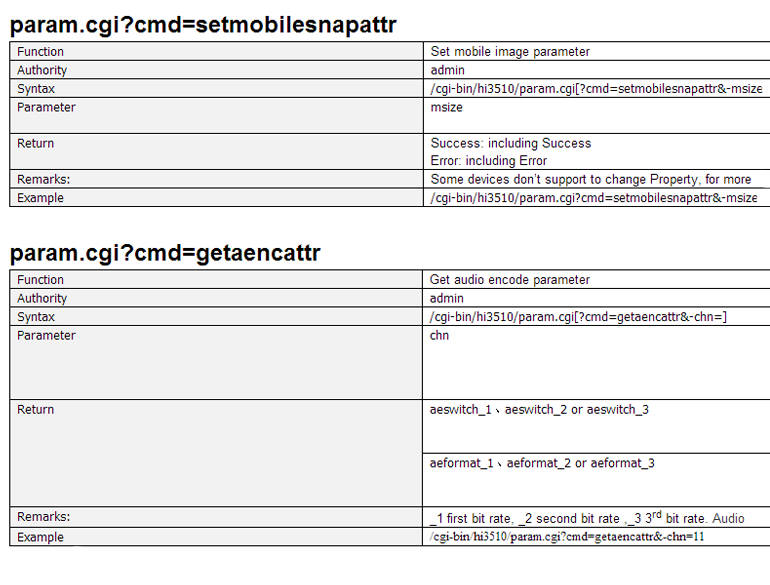 param.cgi?cmd=setmobilesnapattr
Function Set mobile image parameter
Authority admin
Syntax /cgi-bin/hi3510/param.cgi[?cmd=setmobilesnapattr&-msize
Parameter msize
Return Success: including Success
Error: including Error
Remarks: Some devices don't support to change Property, for more
Example /cgi-bin/hi3510/param.cgi?cmd=setmobilesnapattr&-msize
param.cgi?cmd=getaencattr
Function Get audio encode parameter
Authority admin
Syntax /cgi-bin/hi3510/param.cgi[?cmd=getaencattr&-chn=]
Parameter chn
Return aeswitch_1、aeswitch_2 or aeswitch_3
aeformat_1、aeformat_2 or aeformat_3
Remarks: _1 first bit rate, _2 second bit rate ,_3 3rd bit rate. Audio
Example /cgi-bin/hi3510/param.cgi?cmd=getaencattr&-chn=11